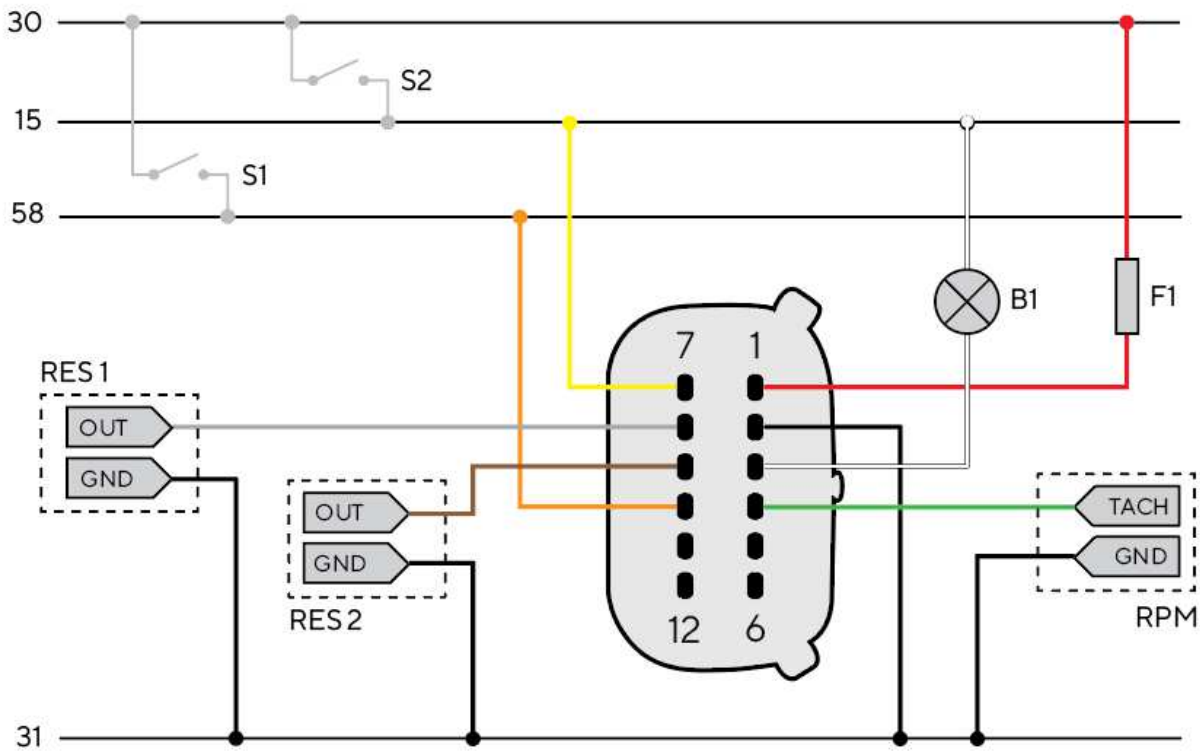 30
S2
15
S1
58
B1
F1
7 1
RES 1
OUT
GND
OUT
GND
RES 2
TACH
GND
RPM
12 6
31